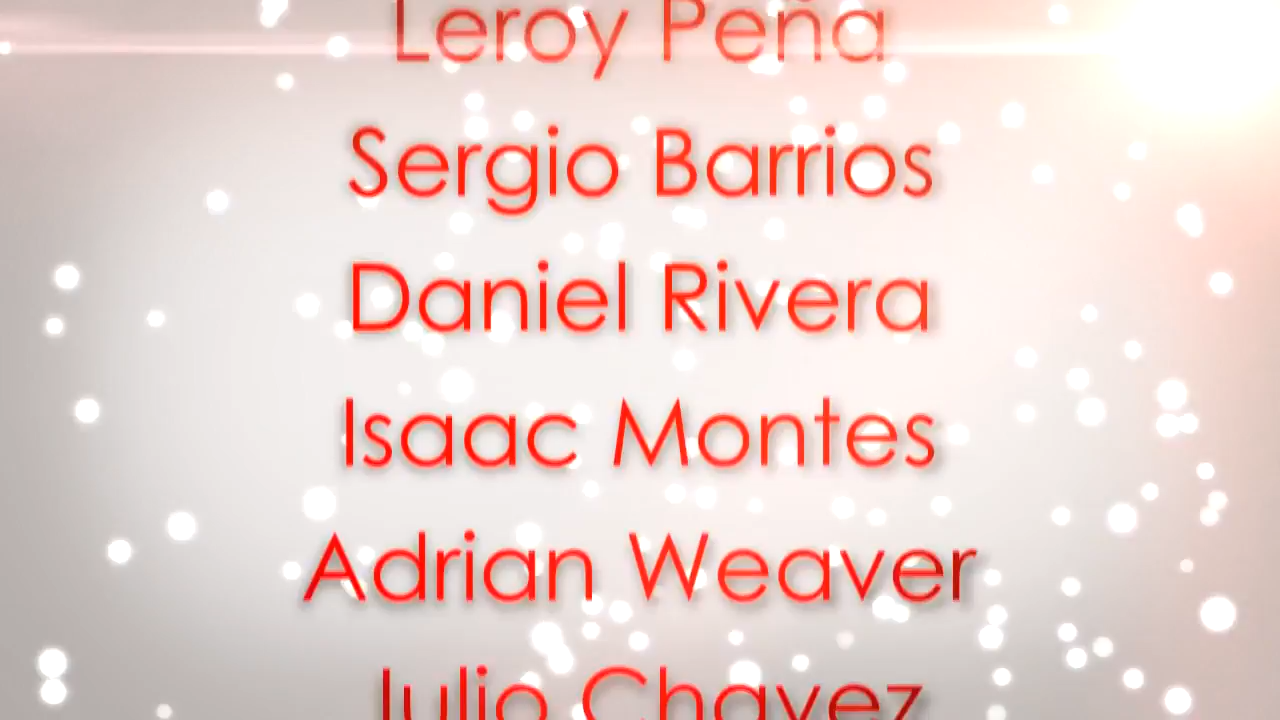 Leroy Peña
Sergio Barrios
Daniel Rivera
Isaac Montes
Adrian Weaver
Julio Chavez